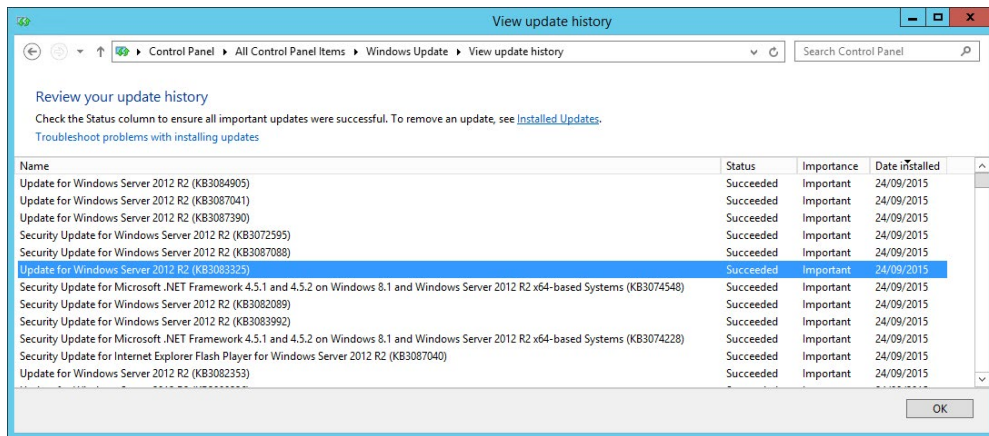 View update history
Control Panel ▸ All Control Panel Items ▸ Windows Update ▸ View update history
Search Control Panel
Review your update history
Check the Status column to ensure all important updates were successful. To remove an update, see Installed Updates.
Troubleshoot problems with installing updates
Name Status Importance Date installed
Update for Windows Server 2012 R2 (KB3084905) Succeeded Important 24/09/2015
Update for Windows Server 2012 R2 (KB3087041) Succeeded Important 24/09/2015
Update for Windows Server 2012 R2 (KB3087390) Succeeded Important 24/09/2015
Security Update for Windows Server 2012 R2 (KB3072595) Succeeded Important 24/09/2015
Security Update for Windows Server 2012 R2 (KB3087088) Succeeded Important 24/09/2015
Update for Windows Server 2012 R2 (KB3083325) Succeeded Important 24/09/2015
Security Update for Microsoft .NET Framework 4.5.1 and 4.5.2 on Windows 8.1 and Windows Server 2012 R2 x64-based Systems (KB3074548) Succeeded Important 24/09/2015
Security Update for Windows Server 2012 R2 (KB3082089) Succeeded Important 24/09/2015
Security Update for Windows Server 2012 R2 (KB3083992) Succeeded Important 24/09/2015
Security Update for Microsoft .NET Framework 4.5.1 and 4.5.2 on Windows 8.1 and Windows Server 2012 R2 x64-based Systems (KB3074228) Succeeded Important 24/09/2015
Security Update for Internet Explorer Flash Player for Windows Server 2012 R2 (KB3087040) Succeeded Important 24/09/2015
Update for Windows Server 2012 R2 (KB3082353) Succeeded Important 24/09/2015
OK